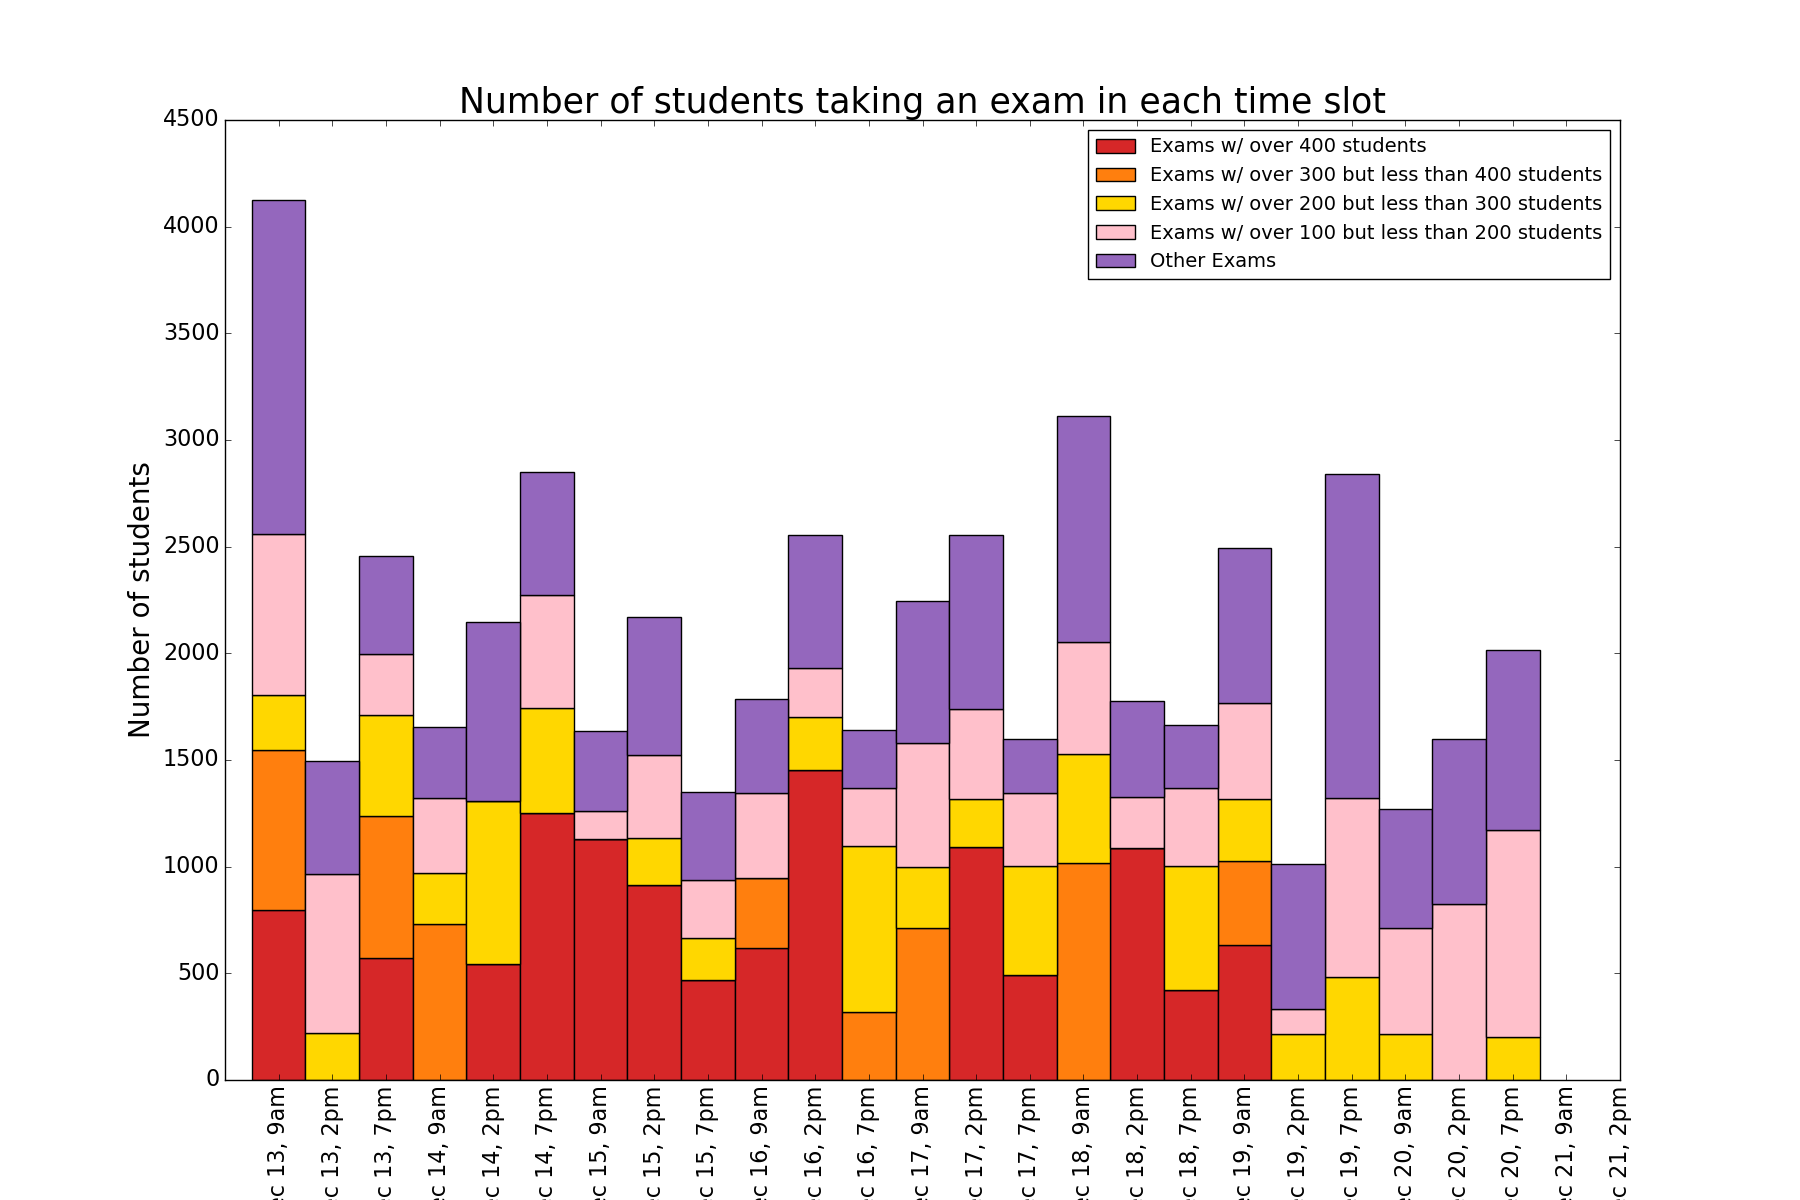 Number of students taking an exam in each time slot
Exams w/ over 400 students
Exams w/ over 300 but less than 400 students
Exams w/ over 200 but less than 300 students
Exams w/ over 100 but less than 200 students
Other Exams
Number of students
4500
4000
3500
3000
2500
2000
1500
1000
500
0
13, 9am
13, 2pm
13, 7pm
14, 9am
14, 2pm
14, 7pm
15, 9am
15, 2pm
15, 7pm
16, 9am
16, 2pm
16, 7pm
17, 9am
17, 2pm
17, 7pm
18, 9am
18, 2pm
18, 7pm
19, 9am
19, 2pm
19, 7pm
20, 9am
20, 2pm
20, 7pm
21, 9am
21, 2pm